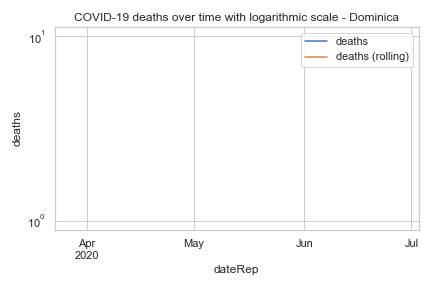 COVID-19 deaths over time with logarithmic scale - Dominica
10¹
deaths
deaths (rolling)
deaths
10⁰
Apr
2020
May
Jun
Jul
dateRep